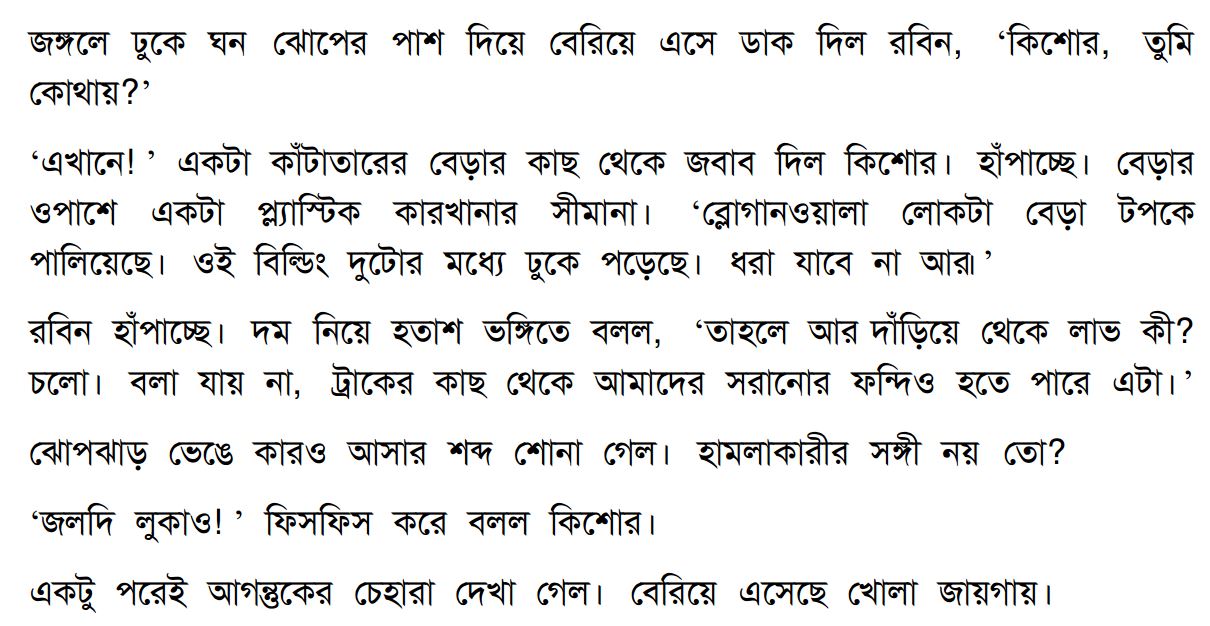 জঙ্গলে ঢুকে ঘন ঝোপের পাশ দিয়ে বেরিয়ে এসে ডাক দিল রবিন, ‘কিশোর, তুমি
কোথায়?’
‘এখানে! ’ একটা কাঁটাতারের বেড়ার কাছ থেকে জবাব দিল কিশোর। হাঁপাচ্ছে। বেড়ার
ওপাশে একটা প্ল্যাস্টিক কারখানার সীমানা। ‘ব্লোগানওয়ালা লোকটা বেড়া টপকে
পালিয়েছে। ওই বিল্ডিং দুটোর মধ্যে ঢুকে পড়েছে। ধরা যাবে না আর।’
রবিন হাঁপাচ্ছে। দম নিয়ে হতাশ ভঙ্গিতে বলল, ‘তাহলে আর দাঁড়িয়ে থেকে লাভ কী?
চলো। বলা যায় না, ট্রাকের কাছ থেকে আমাদের সরানোর ফন্দিও হতে পারে এটা।’
ঝোপঝাড় ভেঙে কারও আসার শব্দ শোনা গেল। হামলাকারীর সঙ্গী নয় তো?
‘জলদি লুকাও! ’ ফিসফিস করে বলল কিশোর।
একটু পরেই আগন্তুকের চেহারা দেখা গেল। বেরিয়ে এসেছে খোলা জায়গায়।